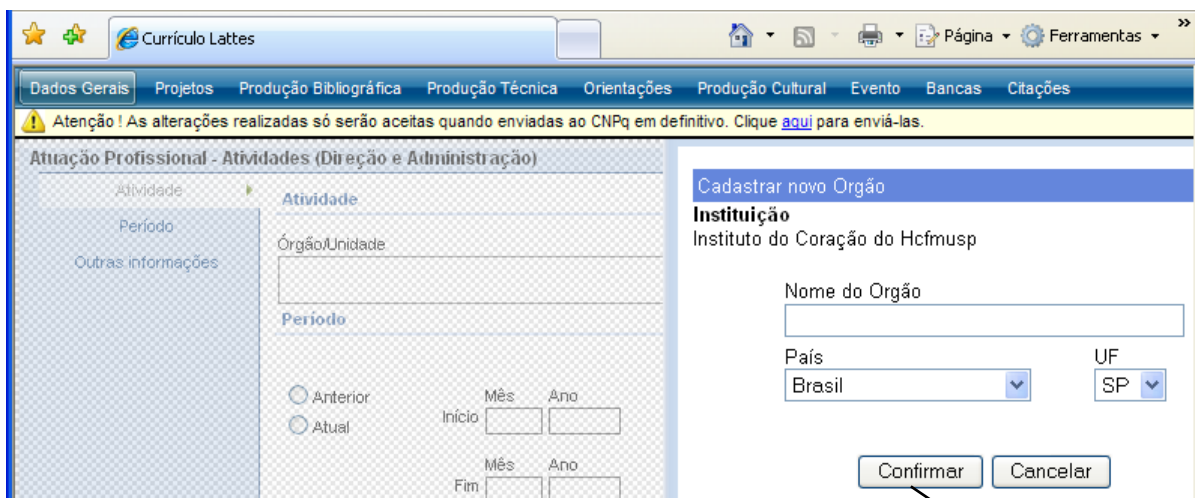 Currículo Lattes
Página
Ferramentas
»
Dados Gerais Projetos Produção Bibliográfica Produção Técnica Orientações Produção Cultural Evento Bancas Citações
Atenção ! As alterações realizadas só serão aceitas quando enviadas ao CNPq em definitivo. Clique aqui para enviá-las.
Atuação Profissional - Atividades (Direção e Administração)
Atividade
Período
Outras informações
Atividade
Órgão/Unidade
Período
Anterior
Atual
Mês Ano
Início
Mês Ano
Fim
Cadastrar novo Orgão
Instituição
Instituto do Coração do Hcfmusp
Nome do Orgão
País UF
Brasil SP
Confirmar Cancelar